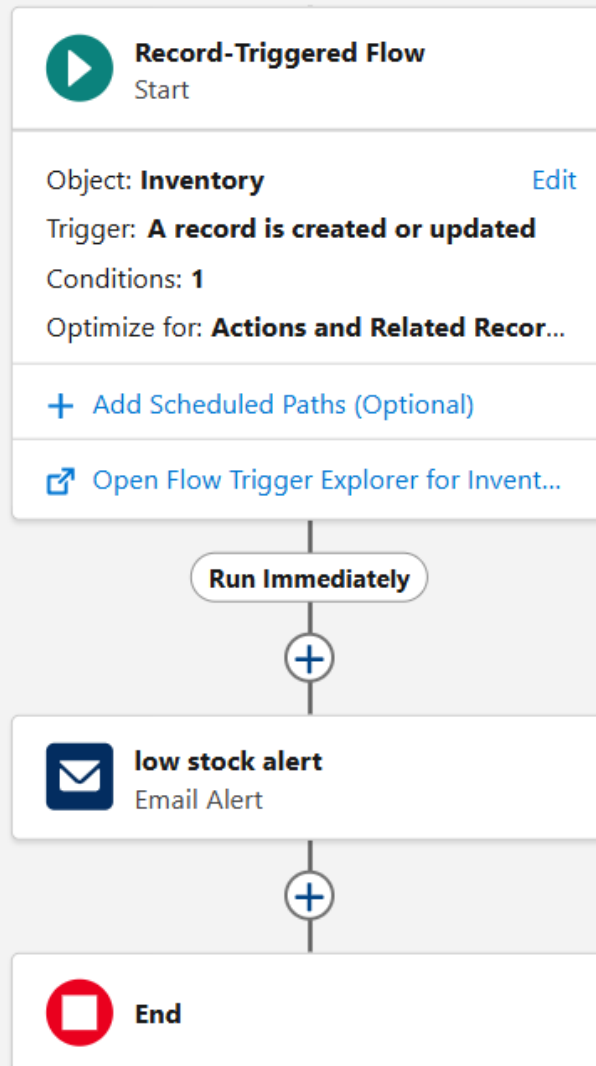 Record-Triggered Flow
Start
Object: Inventory
Edit
Trigger: A record is created or updated
Conditions: 1
Optimize for: Actions and Related Recor...
Add Scheduled Paths (Optional)
Open Flow Trigger Explorer for Invent...
Run Immediately
low stock alert
Email Alert
End